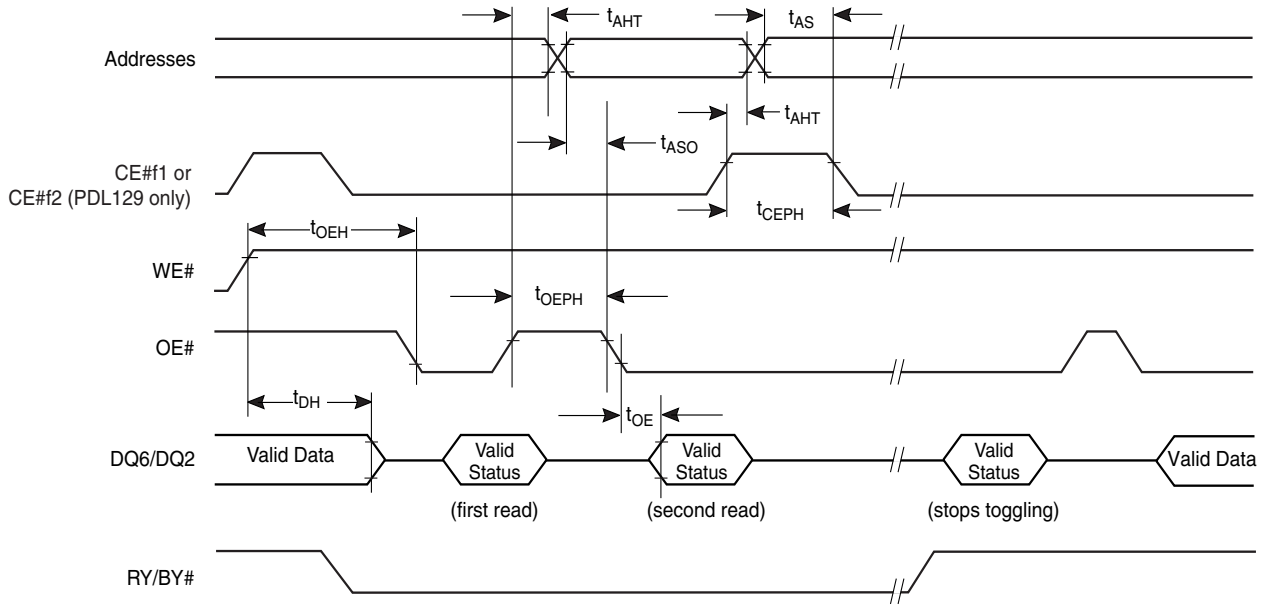 tAHT
tAS
Addresses
tAHT
tASO
CE#f1 or
CE#f2 (PDL129 only)
tCEPH
tOEH
WE#
tOEPH
OE#
tDH
tOE
DQ6/DQ2
Valid Data
Valid
Status
Valid
Status
Valid
Status
Valid Data
(first read)
(second read)
(stops toggling)
RY/BY#